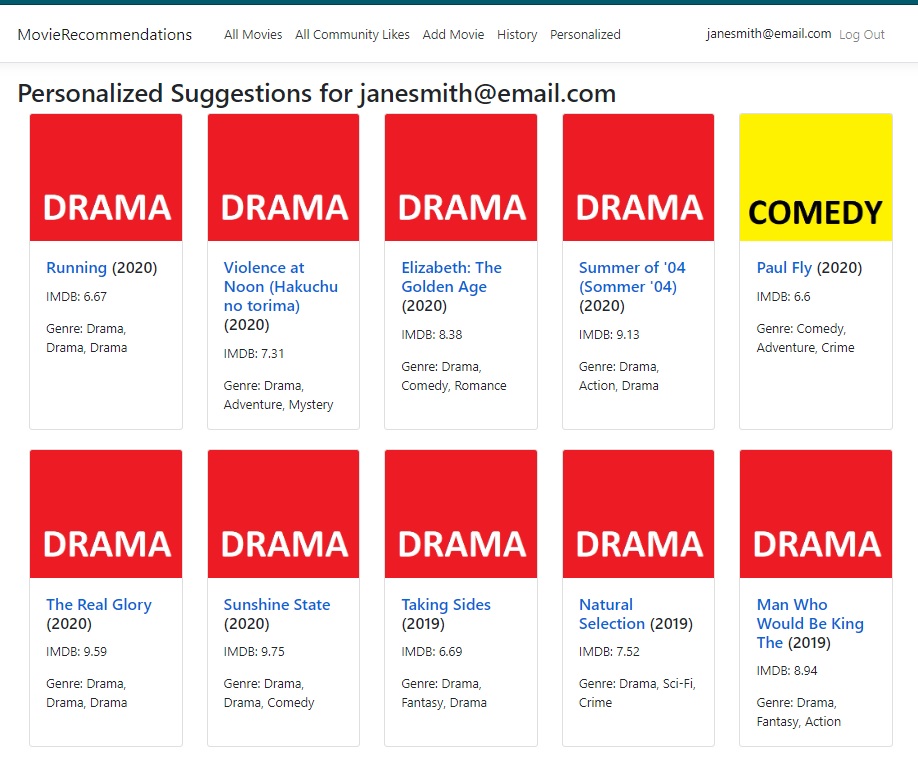 MovieRecommendations All Movies All Community Likes Add Movie History Personalized janesmith@email.com Log Out
Personalized Suggestions for janesmith@email.com
DRAMA
Running (2020)
IMDB: 6.67
Genre: Drama,
Drama, Drama
DRAMA
Violence at
Noon (Hakuchu
no torima)
(2020)
IMDB: 7.31
Genre: Drama,
Adventure, Mystery
DRAMA
Elizabeth: The
Golden Age
(2020)
IMDB: 8.38
Genre: Drama,
Comedy, Romance
DRAMA
Summer of '04
(Sommer '04)
(2020)
IMDB: 9.13
Genre: Drama,
Action, Drama
COMEDY
Paul Fly (2020)
IMDB: 6.6
Genre: Comedy,
Adventure, Crime
DRAMA
The Real Glory
(2020)
IMDB: 9.59
Genre: Drama,
Drama, Drama
DRAMA
Sunshine State
(2020)
IMDB: 9.75
Genre: Drama,
Drama, Comedy
DRAMA
Taking Sides
(2019)
IMDB: 6.69
Genre: Drama,
Fantasy, Drama
DRAMA
Natural
Selection (2019)
IMDB: 7.52
Genre: Drama, Sci-Fi,
Crime
DRAMA
Man Who
Would Be King
The (2019)
IMDB: 8.94
Genre: Drama,
Fantasy, Action